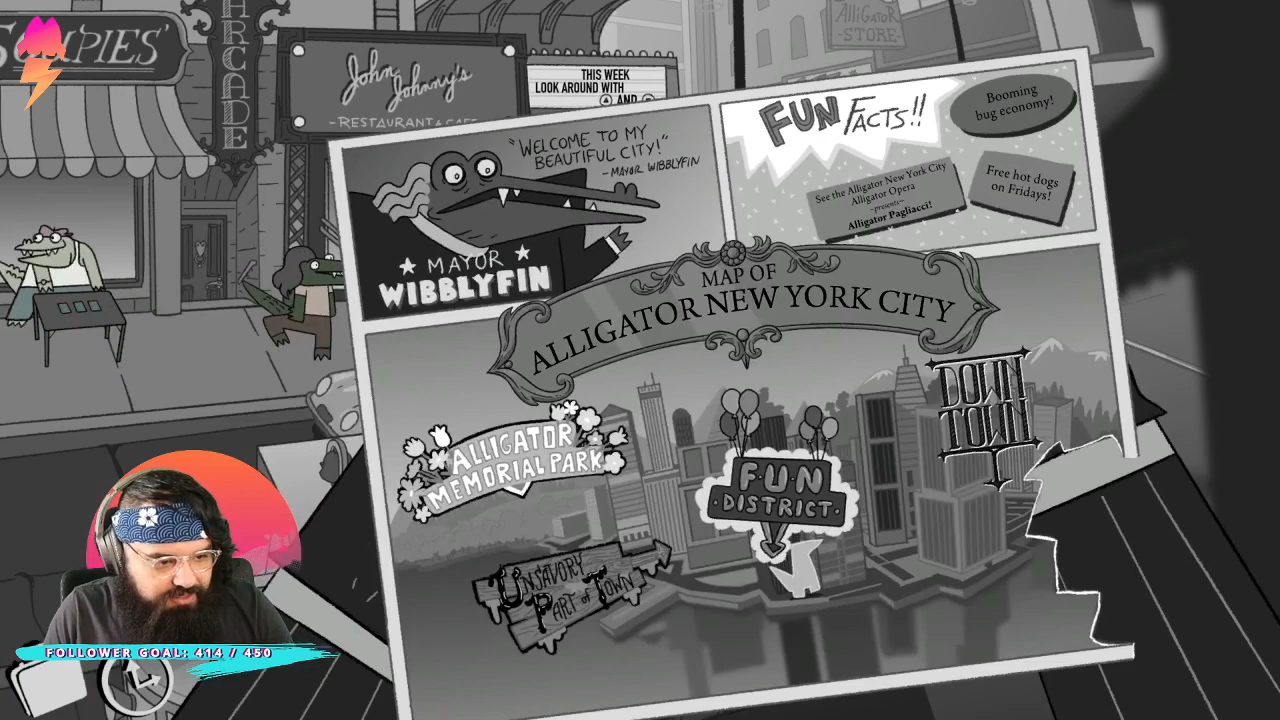 ARCADE
John Johnny's
-RESTAURANT & CAFE
THIS WEEK
LOOK AROUND WITH
AND
ALLIGATOR
-STORE-
"WELCOME TO MY
BEAUTIFUL CITY!"
-MAYOR WIBBLYFIN
MAYOR
WIBBLYFIN
FUN FACTS!!
Booming
bug economy!
See the Alligator New York City
Alligator Opera
~presents~
Alligator Pagliacci!
Free hot dogs
on Fridays!
MAP OF
ALLIGATOR NEW YORK CITY
DOWN
TOWN
ALLIGATOR
MEMORIAL PARK
FUN
DISTRICT
UNSAVORY
PART OF TOWN
FOLLOWER GOAL: 414 / 450